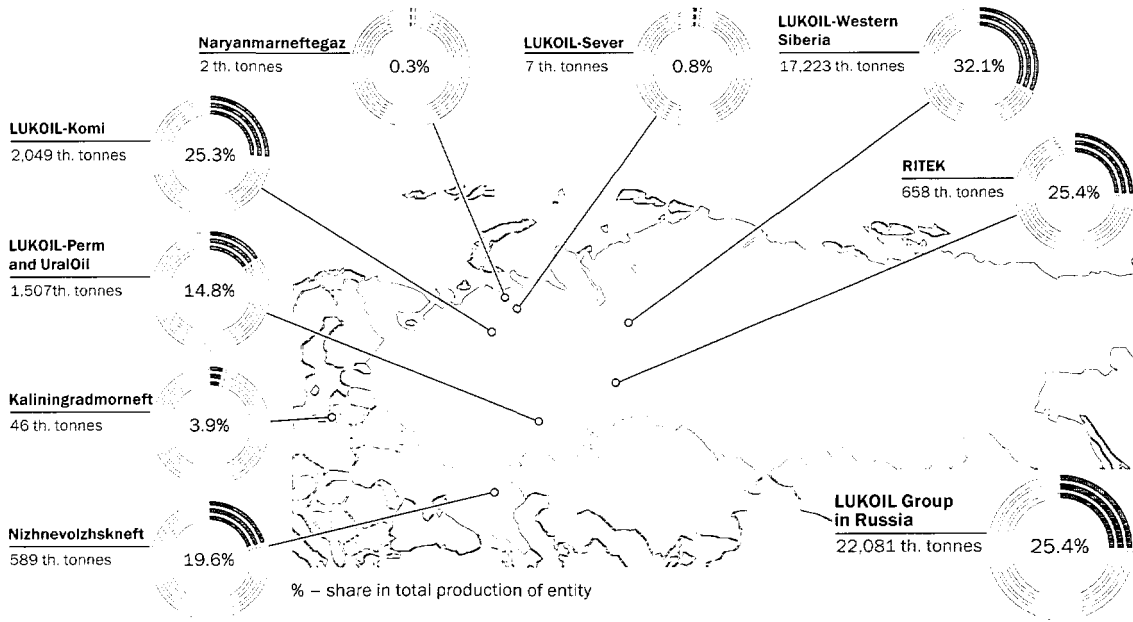 Naryanmarneftegaz
2 th. tonnes
0.3%
LUKOIL-Sever
7 th. tonnes
0.8%
LUKOIL-Western
Siberia
17,223 th. tonnes
32.1%
LUKOIL-Komi
2,049 th. tonnes
25.3%
RITEK
658 th. tonnes
25.4%
LUKOIL-Perm
and UralOil
1,507th. tonnes
14.8%
Kaliningradmorneft
46 th. tonnes
3.9%
Nizhnevolzhskneft
589 th. tonnes
19.6%
LUKOIL Group
in Russia
22,081 th. tonnes
25.4%
% – share in total production of entity